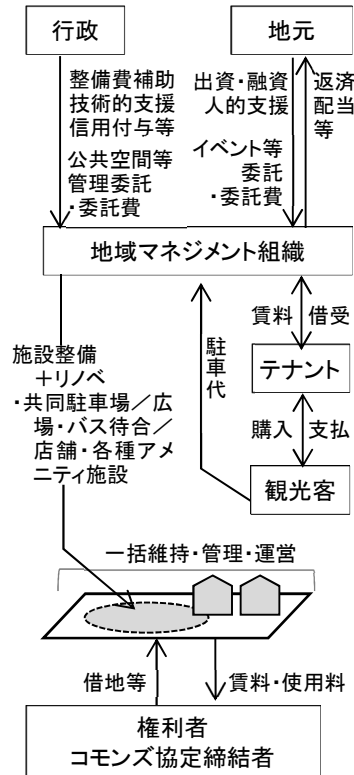 行政
地元
整備費補助
技術的支援
信用付与等
公共空間等
管理委託
・委託費
出資・融資
人的支援
イベント等
委託
・委託費
返済
配当
等
地域マネジメント組織
賃料
借受
駐車代
テナント
施設整備
＋リノベ
・共同駐車場／広
場・バス待合／
店舗・各種アメ
ニティ施設
購入
支払
観光客
一括維持・管理・運営
借地等
賃料・使用料
権利者
コモンズ協定締結者